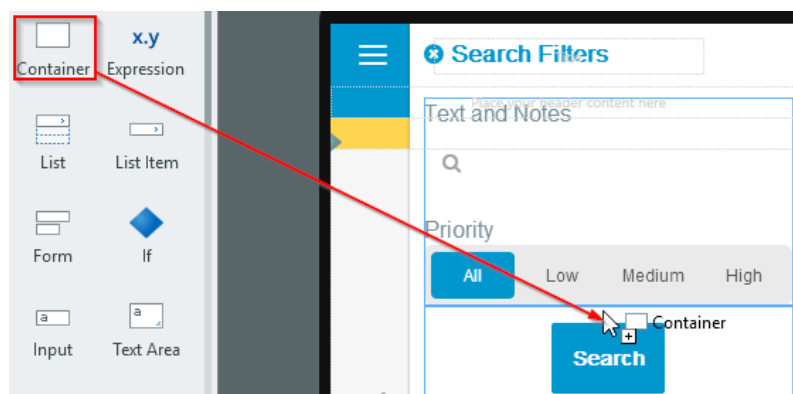 Container
x.y
Expression
List
List Item
Form
If
a
Input
a
Text Area
Search Filters
Title
Place your header content here
Text and Notes
Priority
All
Low
Medium
High
Container
Search